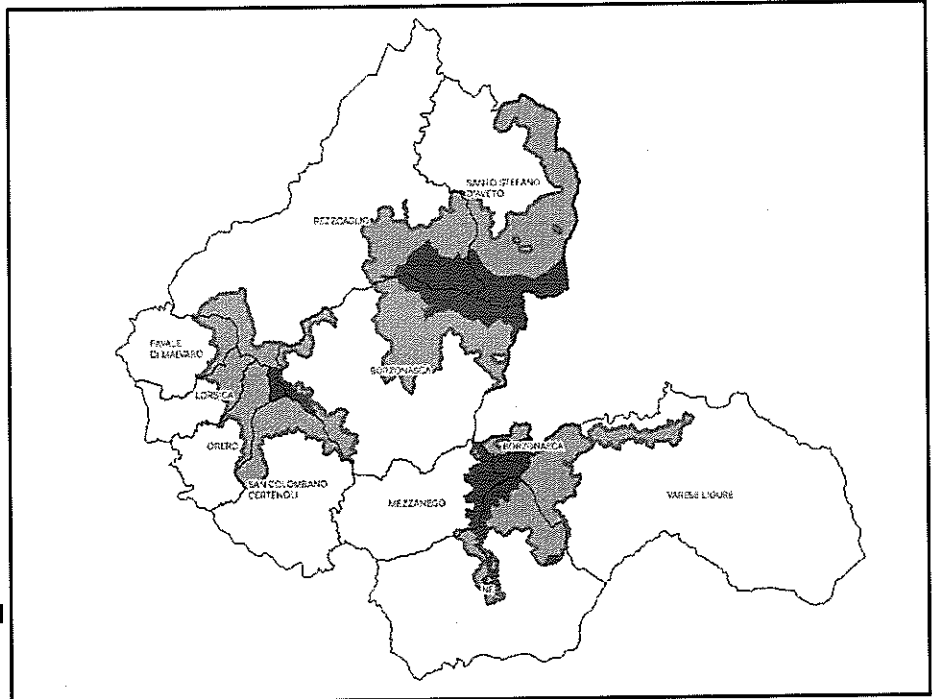 SANTO STEFANO
D'AVETO
REZZOAGLIO
FAVALE
DI MALVARO
BORZONASCA
LORSICA
ORERO
BORZONASCA
SAN COLOMBANO
CERTENOLI
MEZZANEGO
VARESE LIGURE
NE